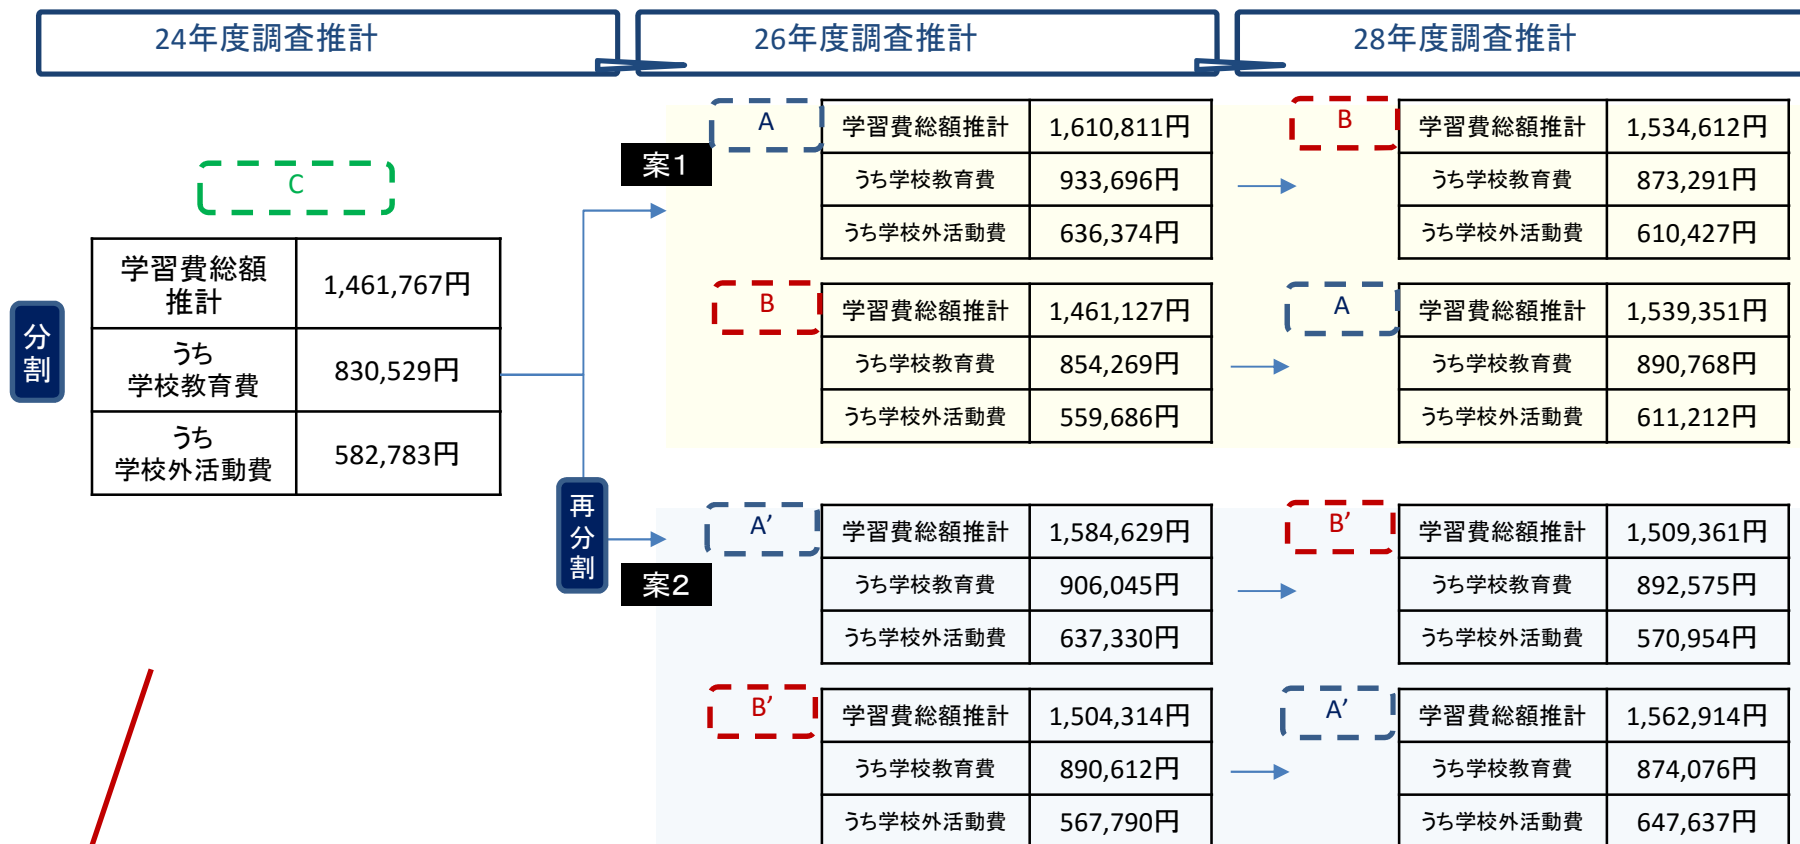 24年度調査推計
26年度調査推計
28年度調査推計
C
分割
学習費総額
推計
1,461,767円
うち
学校教育費
830,529円
うち
学校外活動費
582,783円
再分割
案1
A
学習費総額推計 1,610,811円
うち学校教育費 933,696円
うち学校外活動費 636,374円
B
学習費総額推計 1,534,612円
うち学校教育費 873,291円
うち学校外活動費 610,427円
B
学習費総額推計 1,461,127円
うち学校教育費 854,269円
うち学校外活動費 559,686円
A
学習費総額推計 1,539,351円
うち学校教育費 890,768円
うち学校外活動費 611,212円
案2
A’
学習費総額推計 1,584,629円
うち学校教育費 906,045円
うち学校外活動費 637,330円
B’
学習費総額推計 1,509,361円
うち学校教育費 892,575円
うち学校外活動費 570,954円
B’
学習費総額推計 1,504,314円
うち学校教育費 890,612円
うち学校外活動費 567,790円
A’
学習費総額推計 1,562,914円
うち学校教育費 874,076円
うち学校外活動費 647,637円